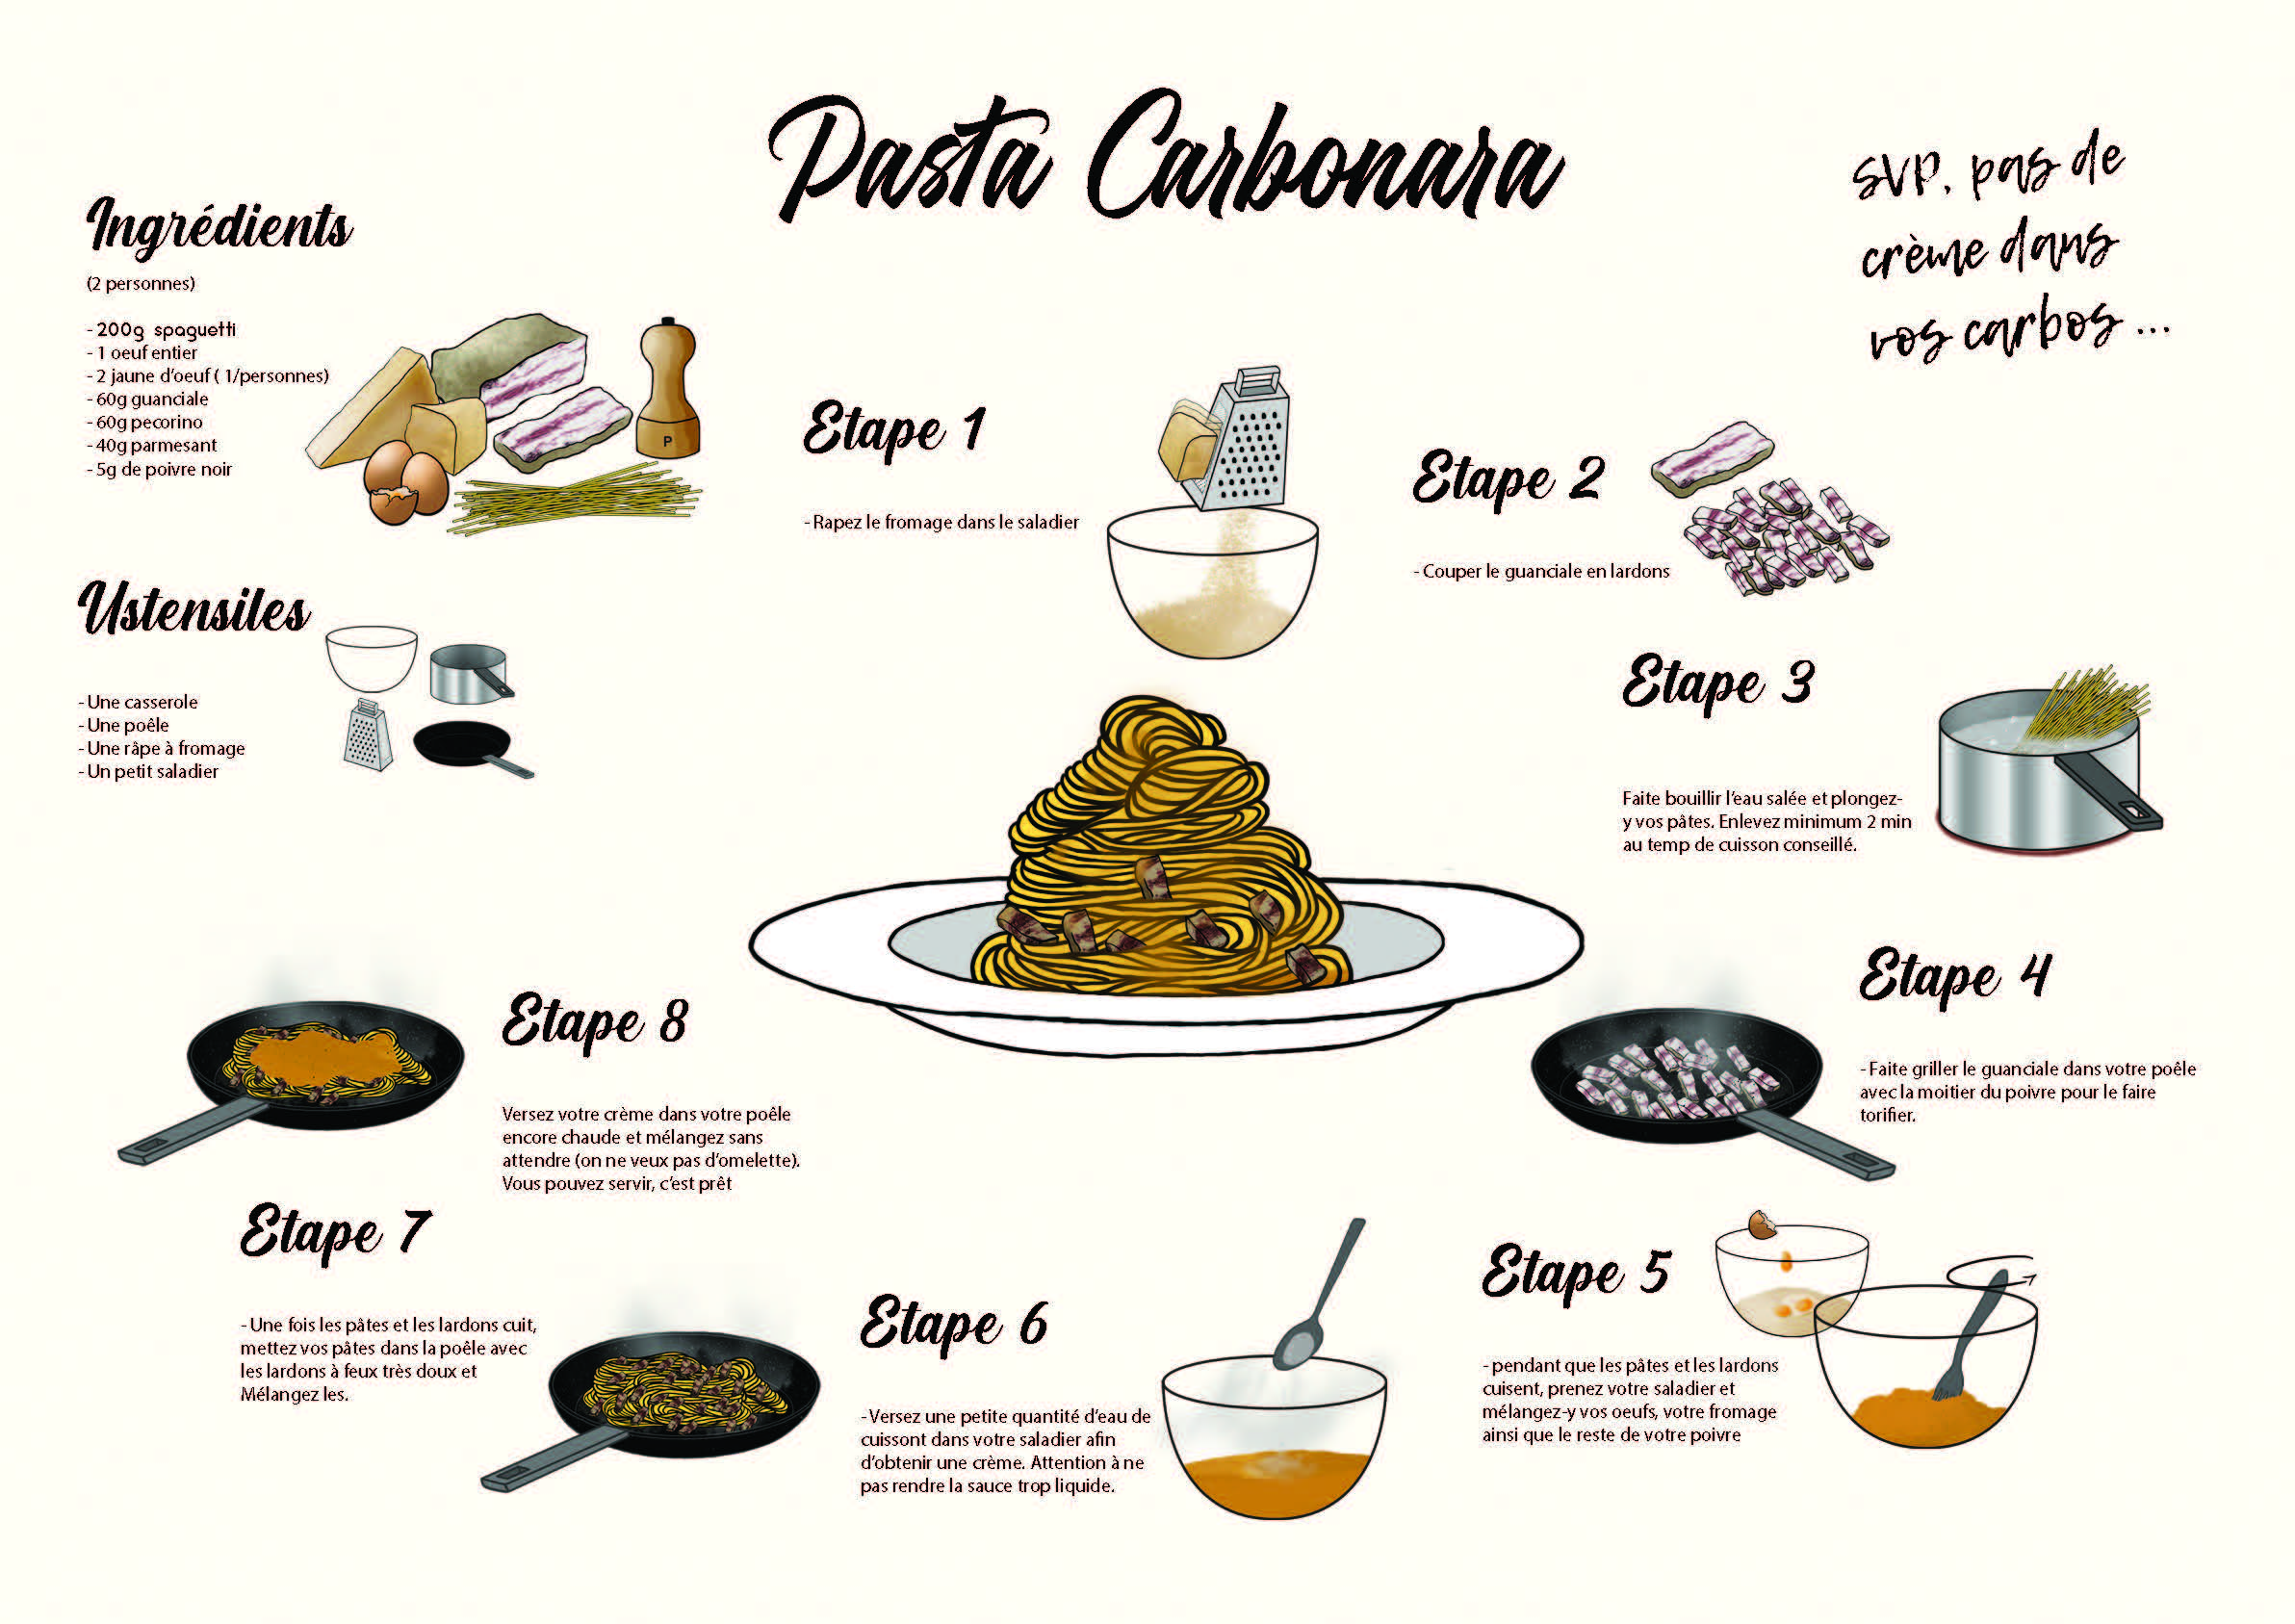 Pasta Carbonara
SVP, pas de
crème dans
vos carbos ...
Ingrédients
(2 personnes)
- 200g spaguetti
- 1 oeuf entier
- 2 jaune d'oeuf ( 1/personnes)
- 60g guanciale
- 60g pecorino
- 40g parmesant
- 5g de poivre noir
P
Ustensiles
- Une casserole
- Une poêle
- Une râpe à fromage
- Un petit saladier
Etape 1
- Rapez le fromage dans le saladier
Etape 2
- Couper le guanciale en lardons
Etape 3
Faite bouillir l'eau salée et plongez-
y vos pâtes. Enlevez minimum 2 min
au temp de cuisson conseillé.
Etape 4
- Faite griller le guanciale dans votre poêle
avec la moitier du poivre pour le faire
torifier.
Etape 5
- pendant que les pâtes et les lardons
cuisent, prenez votre saladier et
mélangez-y vos oeufs, votre fromage
ainsi que le reste de votre poivre
Etape 6
- Versez une petite quantité d'eau de
cuissont dans votre saladier afin
d'obtenir une crème. Attention à ne
pas rendre la sauce trop liquide.
Etape 7
- Une fois les pâtes et les lardons cuit,
mettez vos pâtes dans la poêle avec
les lardons à feux très doux et
Mélangez les.
Etape 8
Versez votre crème dans votre poêle
encore chaude et mélangez sans
attendre (on ne veux pas d'omelette).
Vous pouvez servir, c'est prêt